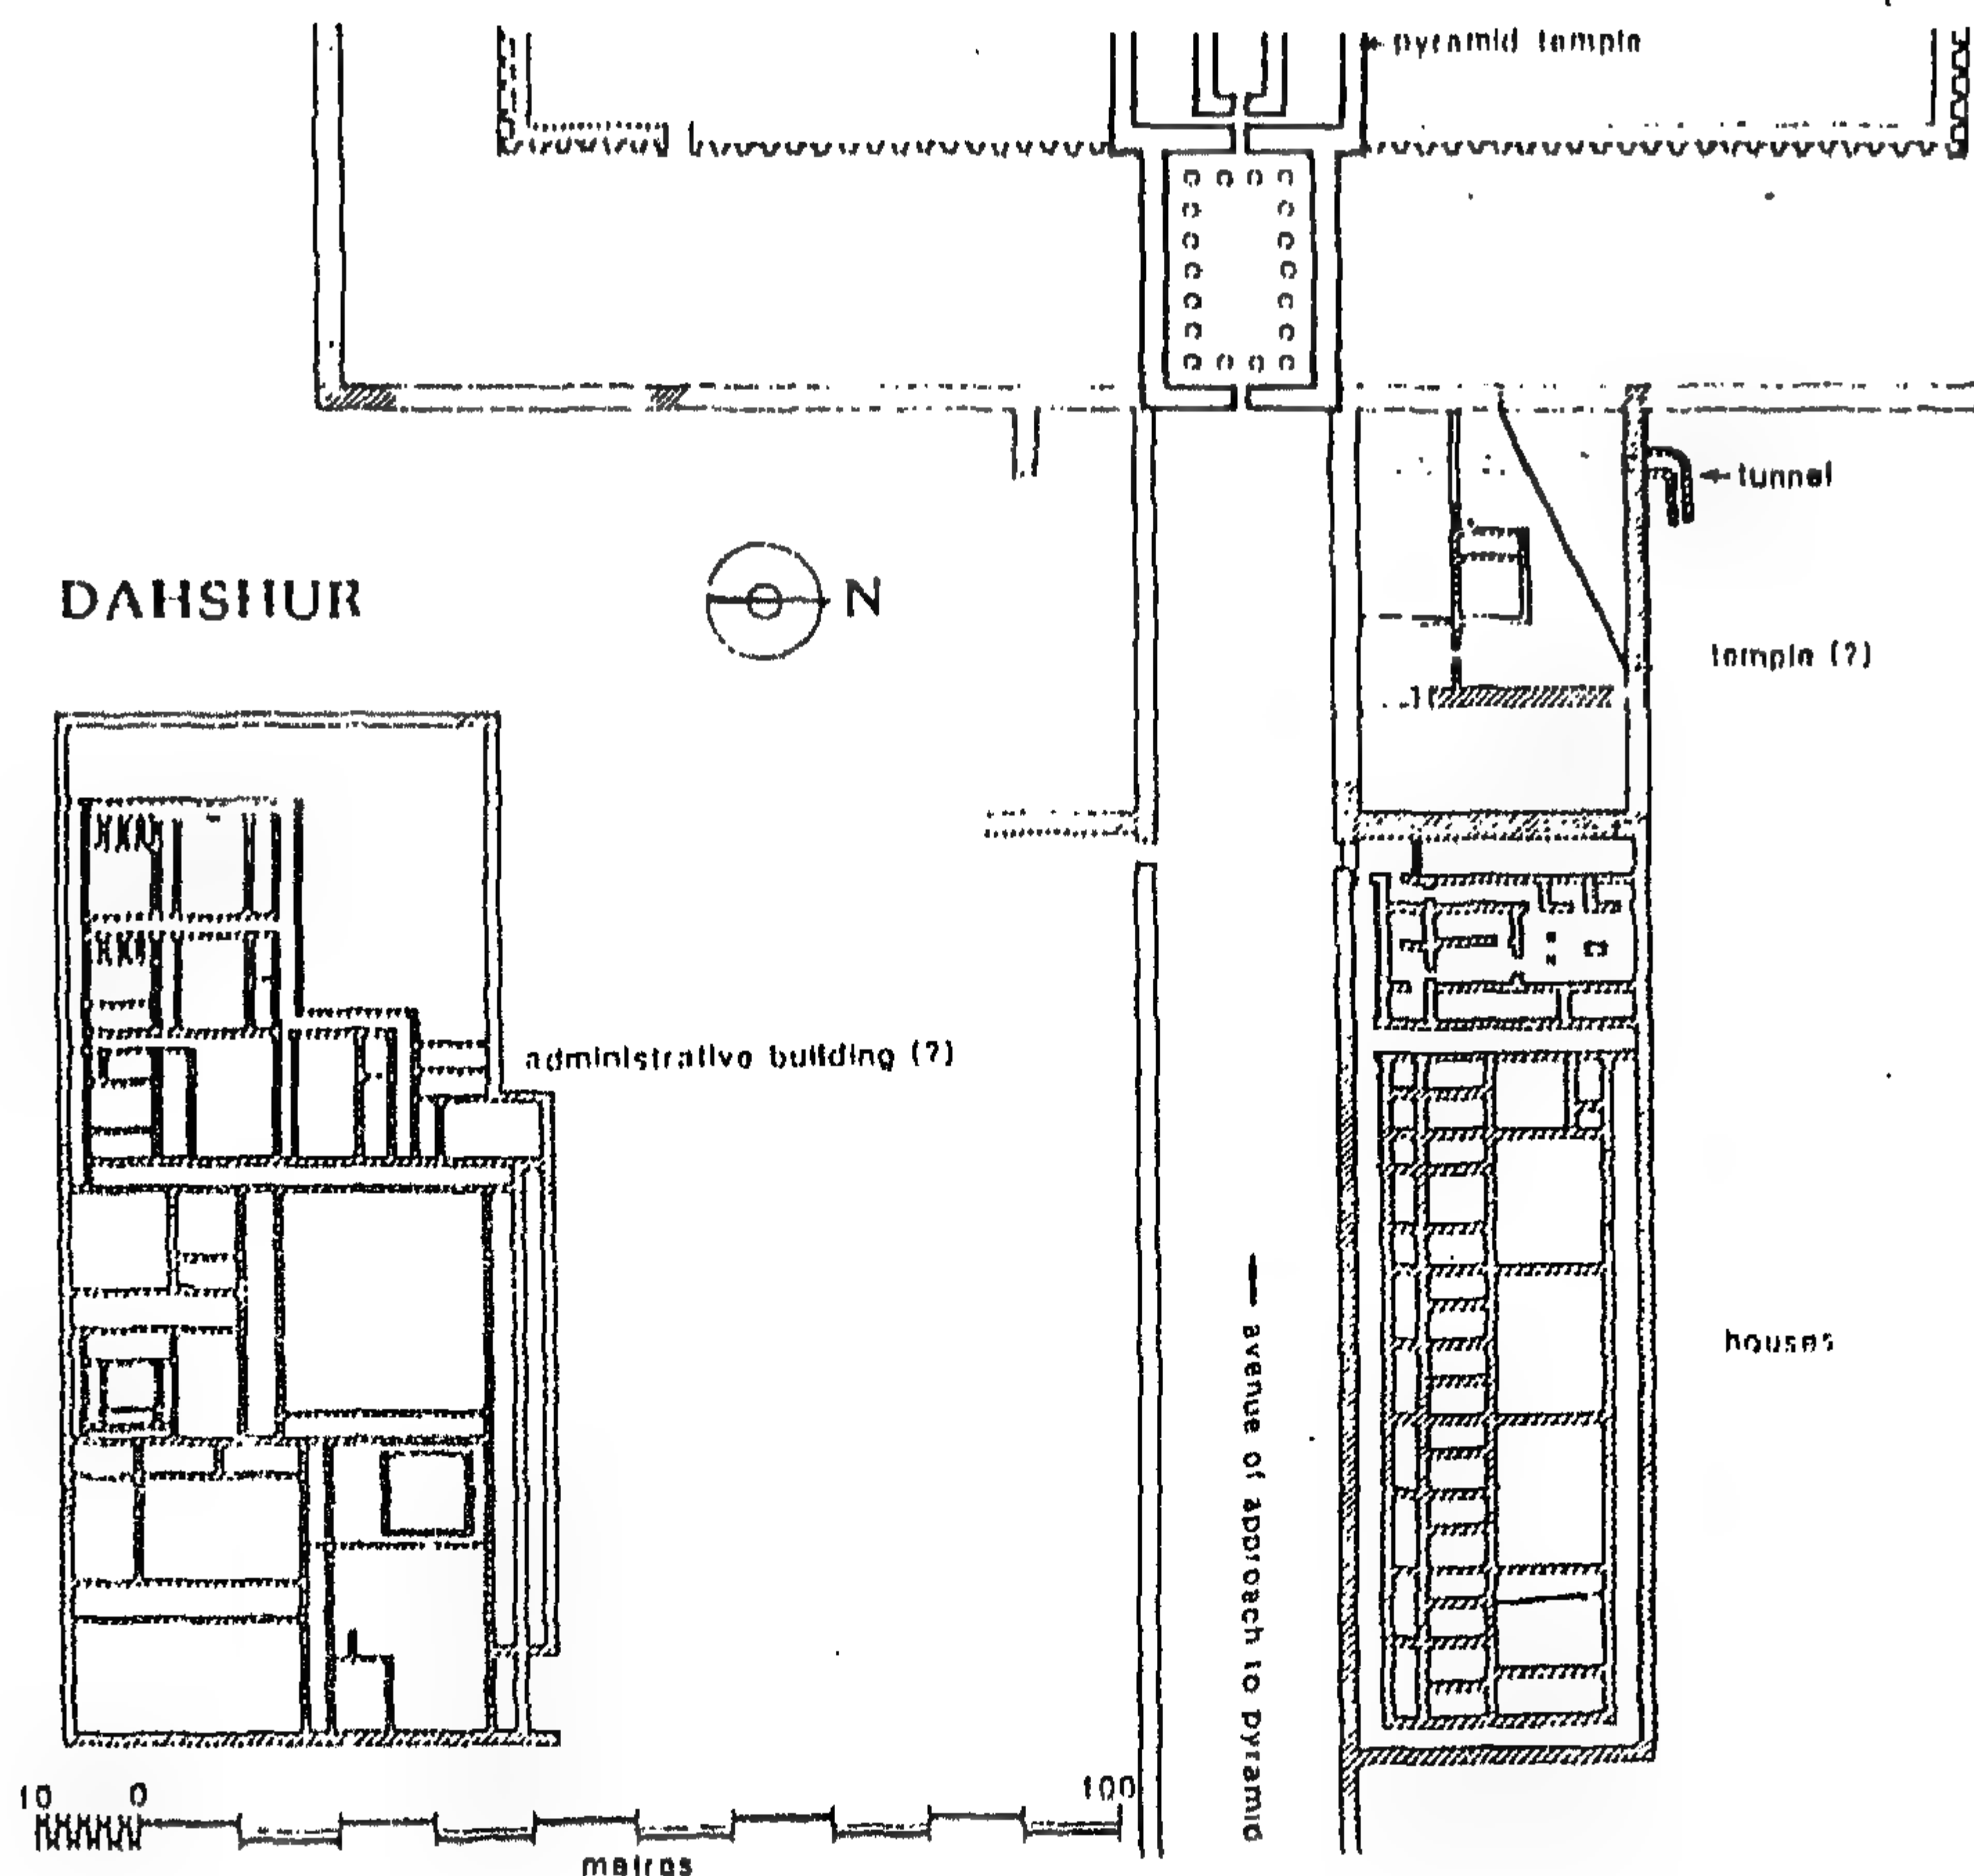 pyramid temple
tunnel
DAHSHUR
N
temple (?)
administrative building (?)
houses
avenue of approach to pyramid
10 0 100
metres